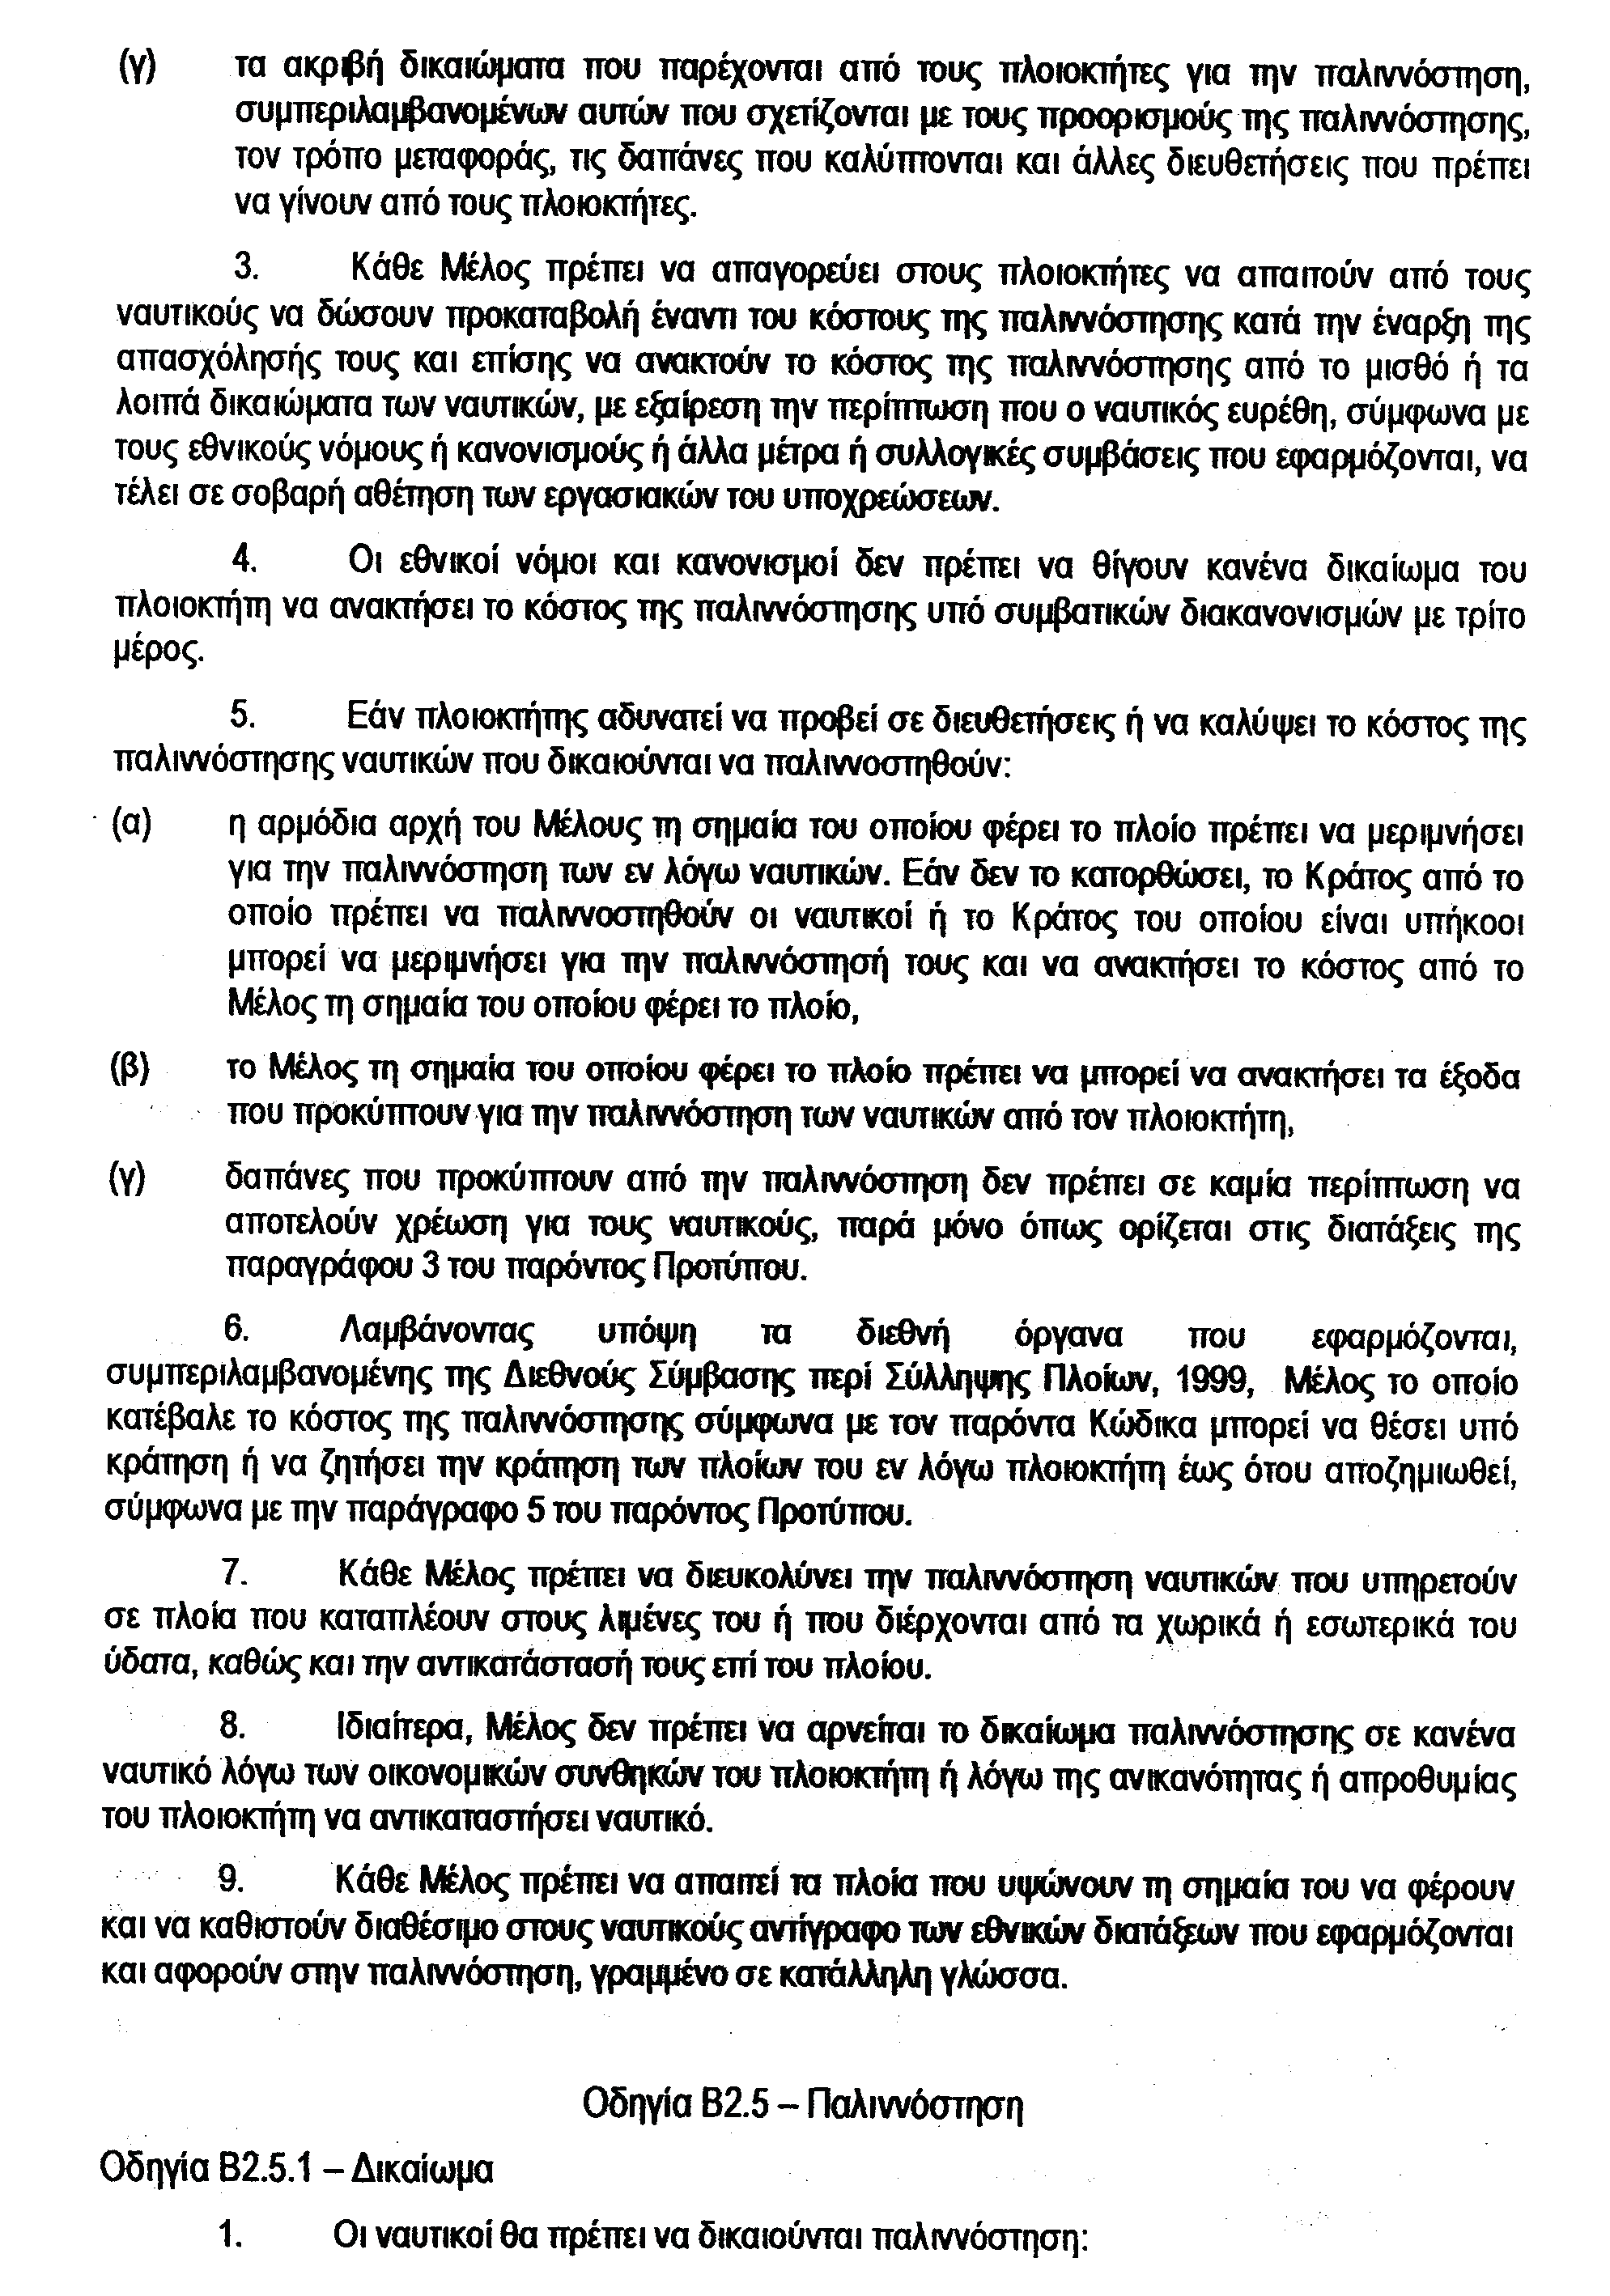 (γ) τα ακριβή δικαιώματα που παρέχονται από τους πλοιοκτήτες για την παλιννόστηση,
συμπεριλαμβανομένων αυτών που σχετίζονται με τους προορισμούς της παλιννόστησης,
τον τρόπο μεταφοράς, τις δαπάνες που καλύπτονται και άλλες διευθετήσεις που πρέπει
να γίνουν από τους πλοιοκτήτες.
3. Κάθε Μέλος πρέπει να απαγορεύει στους πλοιοκτήτες να απαιτούν από τους
ναυτικούς να δώσουν προκαταβολή έναντι του κόστους της παλιννόστησης κατά την έναρξη της
απασχόλησής τους και επίσης να ανακτούν το κόστος της παλιννόστησης από το μισθό ή τα
λοιπά δικαιώματα των ναυτικών, με εξαίρεση την περίπτωση που ο ναυτικός ευρέθη, σύμφωνα με
τους εθνικούς νόμους ή κανονισμούς ή άλλα μέτρα ή συλλογικές συμβάσεις που εφαρμόζονται, να
τέλει σε σοβαρή αθέτηση των εργασιακών του υποχρεώσεων.
4. Οι εθνικοί νόμοι και κανονισμοί δεν πρέπει να θίγουν κανένα δικαίωμα του
πλοιοκτήτη να ανακτήσει το κόστος της παλιννόστησης υπό συμβατικών διακανονισμών με τρίτο
μέρος.
5. Εάν πλοιοκτήτης αδυνατεί να προβεί σε διευθετήσεις ή να καλύψει το κόστος της
παλιννόστησης ναυτικών που δικαιούνται να παλιννοστηθούν:
(α) η αρμόδια αρχή του Μέλους τη σημαία του οποίου φέρει το πλοίο πρέπει να μεριμνήσει
για την παλιννόστηση των εν λόγω ναυτικών. Εάν δεν το κατορθώσει, το Κράτος από το
οποίο πρέπει να παλιννοστηθούν οι ναυτικοί ή το Κράτος του οποίου είναι υπήκοοι
μπορεί να μεριμνήσει για την παλιννόστησή τους και να ανακτήσει το κόστος από το
Μέλος τη σημαία του οποίου φέρει το πλοίο,
(β) το Μέλος τη σημαία του οποίου φέρει το πλοίο πρέπει να μπορεί να ανακτήσει τα έξοδα
που προκύπτουν για την παλιννόστηση των ναυτικών από τον πλοιοκτήτη,
(γ) δαπάνες που προκύπτουν από την παλιννόστηση δεν πρέπει σε καμία περίπτωση να
αποτελούν χρέωση για τους ναυτικούς, παρά μόνο όπως ορίζεται στις διατάξεις της
παραγράφου 3 του παρόντος Προτύπου.
6. Λαμβάνοντας υπόψη τα διεθνή όργανα που εφαρμόζονται,
συμπεριλαμβανομένης της Διεθνούς Σύμβασης περί Σύλληψης Πλοίων, 1999, Μέλος το οποίο
κατέβαλε το κόστος της παλιννόστησης σύμφωνα με τον παρόντα Κώδικα μπορεί να θέσει υπό
κράτηση ή να ζητήσει την κράτηση των πλοίων του εν λόγω πλοιοκτήτη έως ότου αποζημιωθεί,
σύμφωνα με την παράγραφο 5 του παρόντος Προτύπου.
7. Κάθε Μέλος πρέπει να διευκολύνει την παλιννόστηση ναυτικών που υπηρετούν
σε πλοία που καταπλέουν στους λιμένες του ή που διέρχονται από τα χωρικά ή εσωτερικά του
ύδατα, καθώς και την αντικατάστασή τους επί του πλοίου.
8. Ιδιαίτερα, Μέλος δεν πρέπει να αρνείται το δικαίωμα παλιννόστησης σε κανένα
ναυτικό λόγω των οικονομικών συνθηκών του πλοιοκτήτη ή λόγω της ανικανότητας ή απροθυμίας
του πλοιοκτήτη να αντικαταστήσει ναυτικό.
9. Κάθε Μέλος πρέπει να απαιτεί τα πλοία που υψώνουν τη σημαία του να φέρουν
και να καθιστούν διαθέσιμο στους ναυτικούς αντίγραφο των εθνικών διατάξεων που εφαρμόζονται
και αφορούν στην παλιννόστηση, γραμμένο σε κατάλληλη γλώσσα.
Οδηγία Β2.5 – Παλιννόστηση
Οδηγία Β2.5.1 – Δικαίωμα
1. Οι ναυτικοί θα πρέπει να δικαιούνται παλιννόστηση: